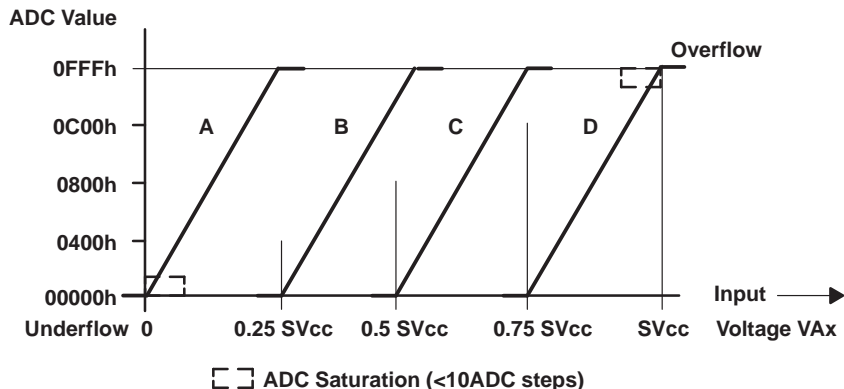 ADC Value
Overflow
0FFFh
A B C D
0C00h
0800h
0400h
00000h
Input
Underflow 0 0.25 SVcc 0.5 SVcc 0.75 SVcc SVcc Voltage VAx
ADC Saturation (<10ADC steps)